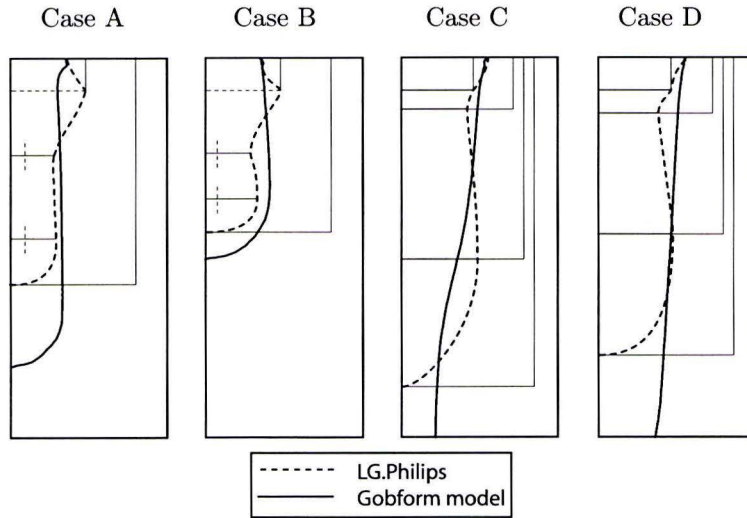 Case A
Case B
Case C
Case D
LG.Philips
Gobform model